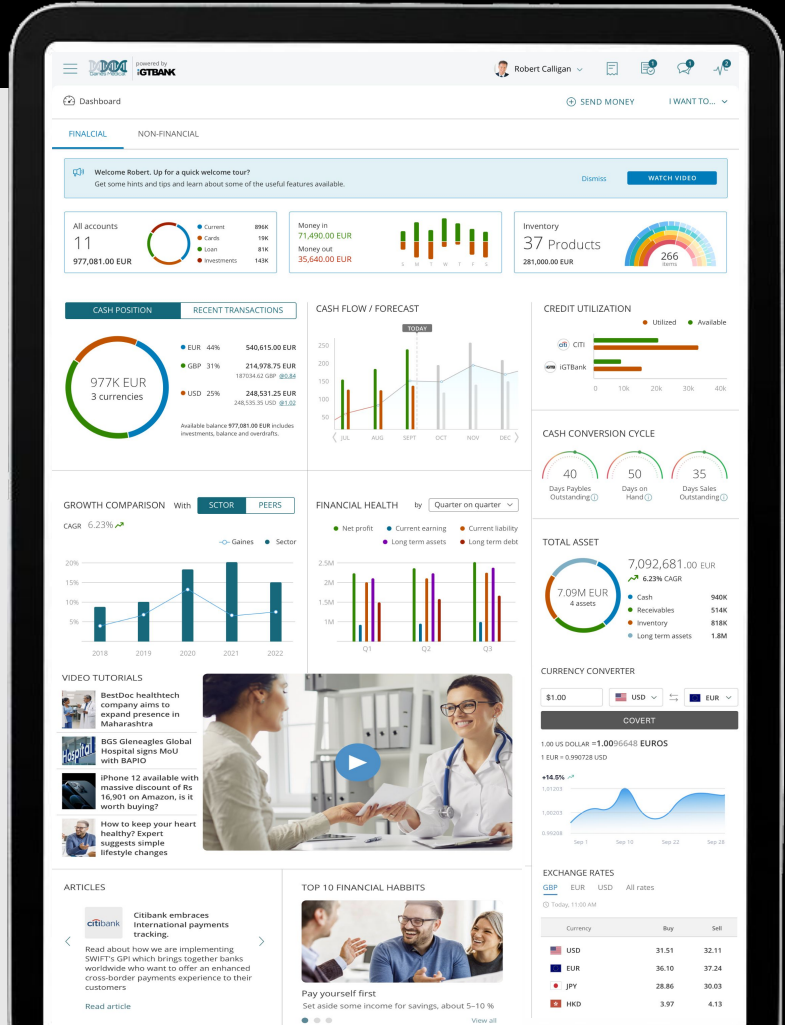 powered by
Gaines Medical
iGTBANK
Robert Calligan
1
1
2
Dashboard
SEND MONEY
I WANT TO...
FINALCIAL
NON-FINANCIAL
Welcome Robert. Up for a quick welcome tour?
Get some hints and tips and learn about some of the useful features available.
Dismiss
WATCH VIDEO
All accounts
11
977,081.00 EUR
Current 896K
Cards 19K
Loan 81K
Investments 143K
Money in
71,490.00 EUR
Money out
35,640.00 EUR
S M T W T F S
Inventory
37 Products
281,000.00 EUR
266
items
CASH POSITION
RECENT TRANSACTIONS
977K EUR
3 currencies
EUR 44% 540,615.00 EUR
GBP 31% 214,978.75 EUR
187034.62 GBP @0.84
USD 25% 248,531.25 EUR
248,535.35 USD @1.02
Available balance 977,081.00 EUR includes
investments, balance and overdrafts.
CASH FLOW / FORECAST
TODAY
250
200
150
100
50
JUL AUG SEPT OCT NOV DEC
CREDIT UTILIZATION
Utilized Available
citi CITI
iGTBank
0 10k 20k 30k 40k
CASH CONVERSION CYCLE
40 50 35
Days Paybles
Outstanding
Days on
Hand
Days Sales
Outstanding
GROWTH COMPARISON With SCTOR PEERS
CAGR 6.23%
Gaines Sector
20%
15%
10%
5%
2018 2019 2020 2021 2022
FINANCIAL HEALTH by Quarter on quarter
Net profit Current earning Current liability
Long term assets Long term debt
2.5M
2M
1.5M
1M
Q1 Q2 Q3
TOTAL ASSET
7.09M EUR
4 assets
7,092,681.00 EUR
6.23% CAGR
Cash 940K
Receivables 514K
Inventory 818K
Long term assets 1.8M
VIDEO TUTORIALS
BestDoc healthtech
company aims to
expand presence in
Maharashtra
Hospital
BGS Gleneagles Global
Hospital signs MoU
with BAPIO
iPhone 12 available with
massive discount of Rs
16,901 on Amazon, is it
worth buying?
How to keep your heart
healthy? Expert
suggests simple
lifestyle changes
CURRENCY CONVERTER
$1.00 USD EUR
COVERT
1.00 US DOLLAR =1.0096648 EUROS
1 EUR = 0.990728 USD
+14.5%
1.01203
1.00203
0.99208
Sep 1 Sep 10 Sep 22 Sep 28
ARTICLES
citibank
Citibank embraces
International payments
tracking.
Read about how we are implementing
SWIFT's GPI which brings together banks
worldwide who want to offer an enhanced
cross-border payments experience to their
customers
Read article
TOP 10 FINANCIAL HABBITS
Pay yourself first
Set aside some income for savings, about 5–10 %
View all
EXCHANGE RATES
GBP EUR USD All rates
Today, 11:00 AM
Currency Buy Sell
USD 31.51 32.11
EUR 36.10 37.24
JPY 28.86 30.03
HKD 3.97 4.13